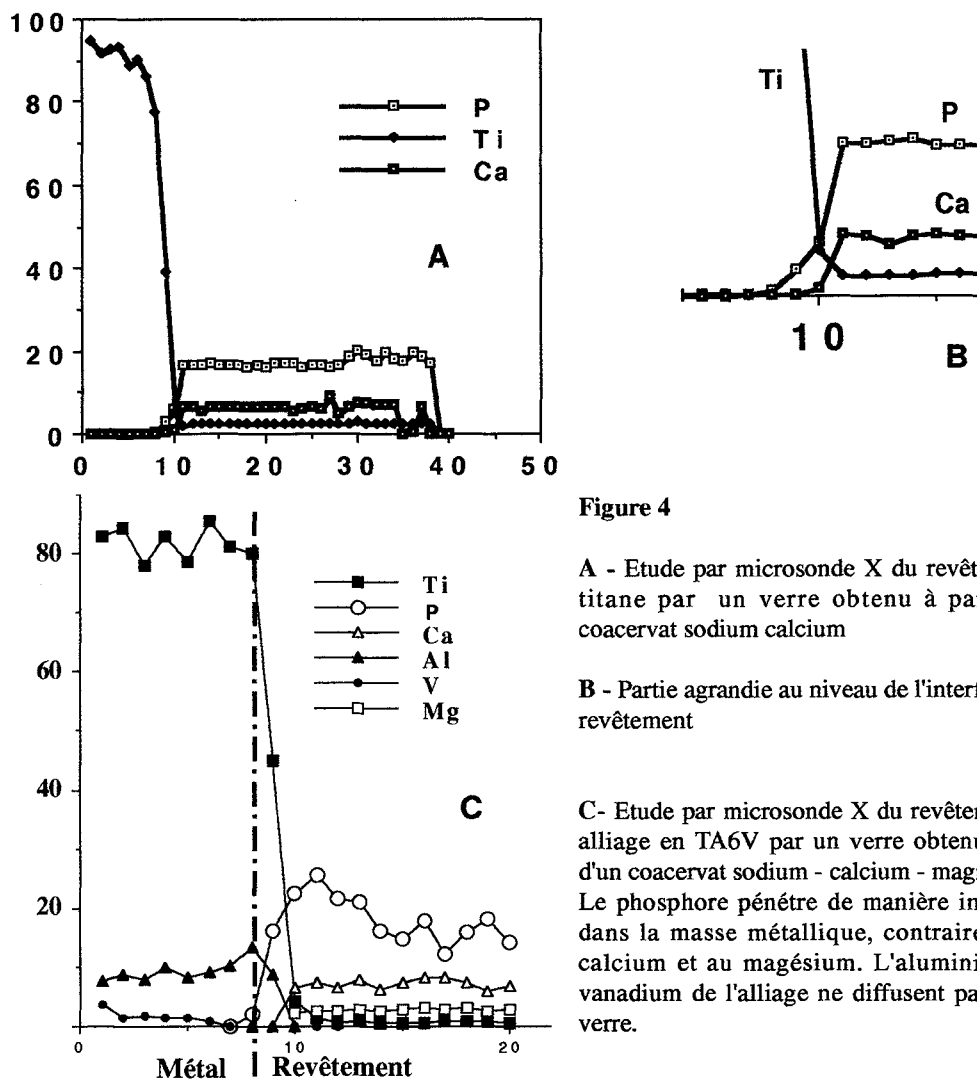 100
80
60
40
20
0
P
Ti
Ca
A
0 10 20 30 40 50
Ti
P
Ca
10
B
80
60
40
20
Ti
P
Ca
Al
V
Mg
C
0 10 20
Métal Revêtement
Figure 4
A - Etude par microsonde X du revêt
titane par un verre obtenu à pa
coacervat sodium calcium
B - Partie agrandie au niveau de l'interf
revêtement
C- Etude par microsonde X du revête
alliage en TA6V par un verre obtenu
d'un coacervat sodium - calcium - mag
Le phosphore pénétre de manière in
dans la masse métallique, contraire
calcium et au magésium. L'alumini
vanadium de l'alliage ne diffusent pa
verre.